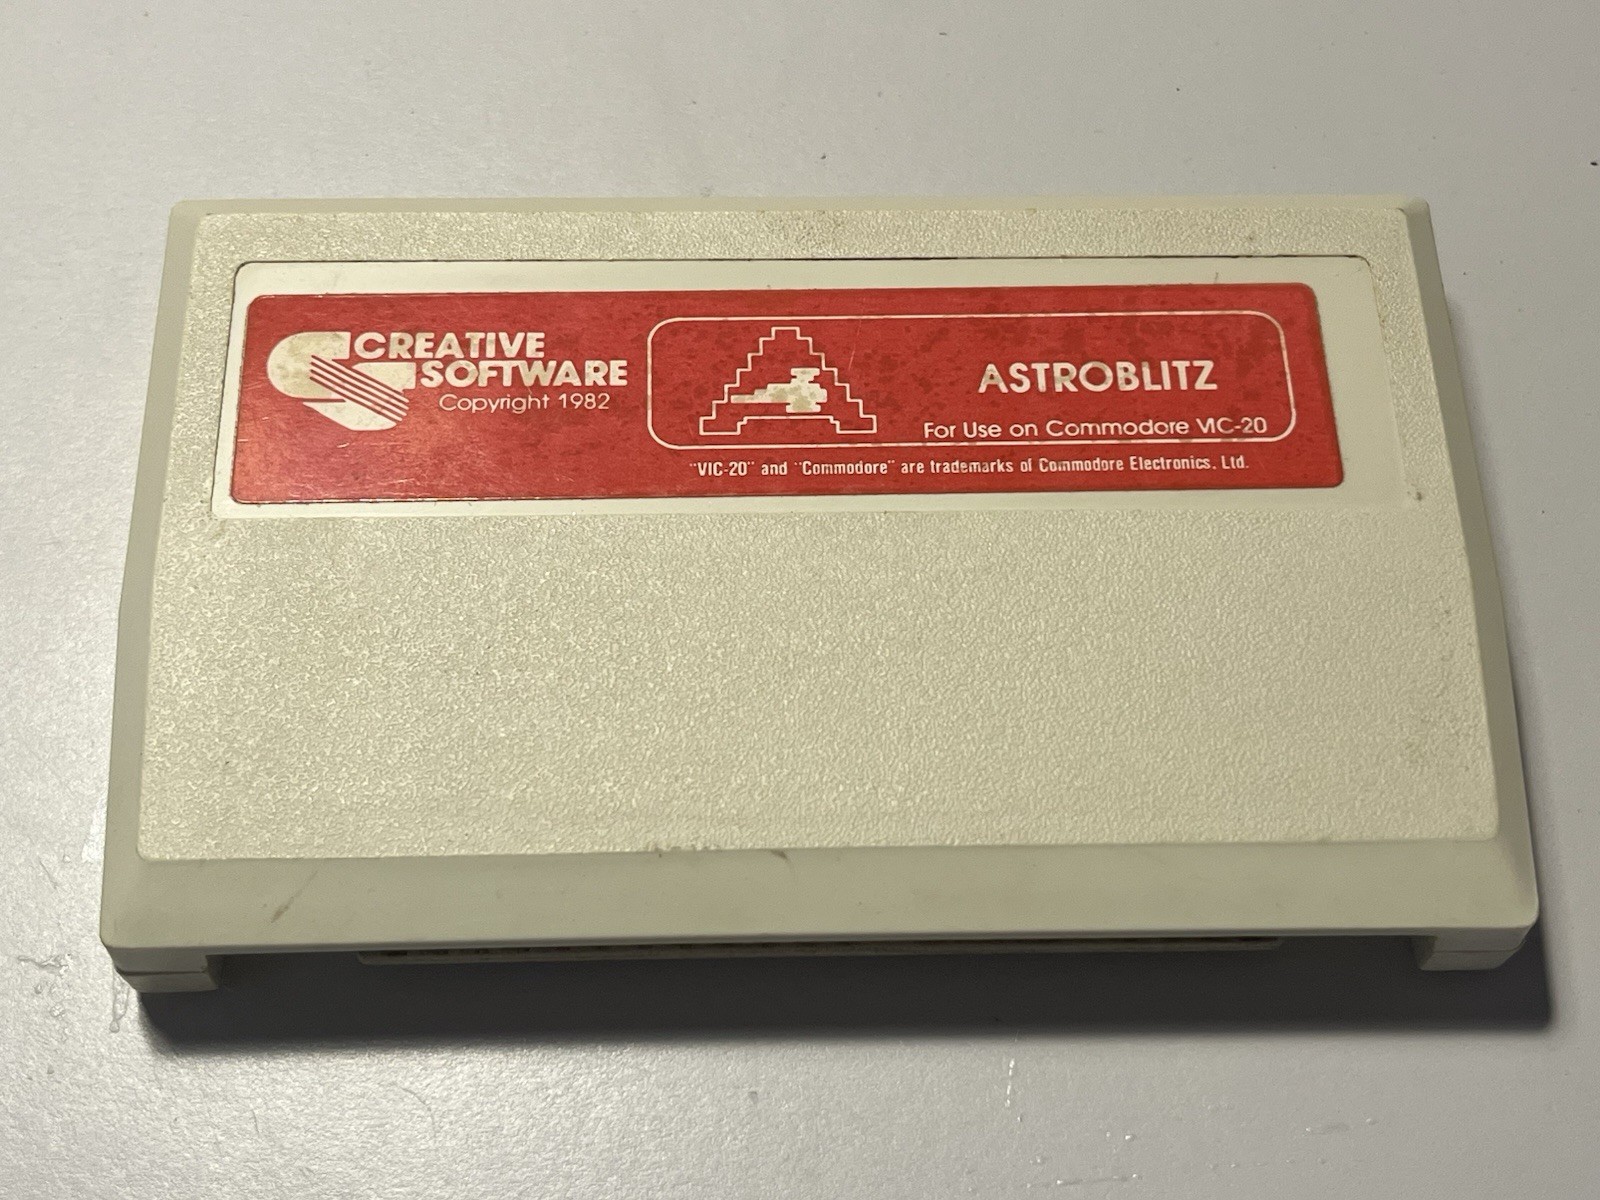 CREATIVE
SOFTWARE
Copyright 1982
ASTROBLITZ
For Use on Commodore VIC-20
"VIC-20" and "Commodore" are trademarks of Commodore Electronics, Ltd.